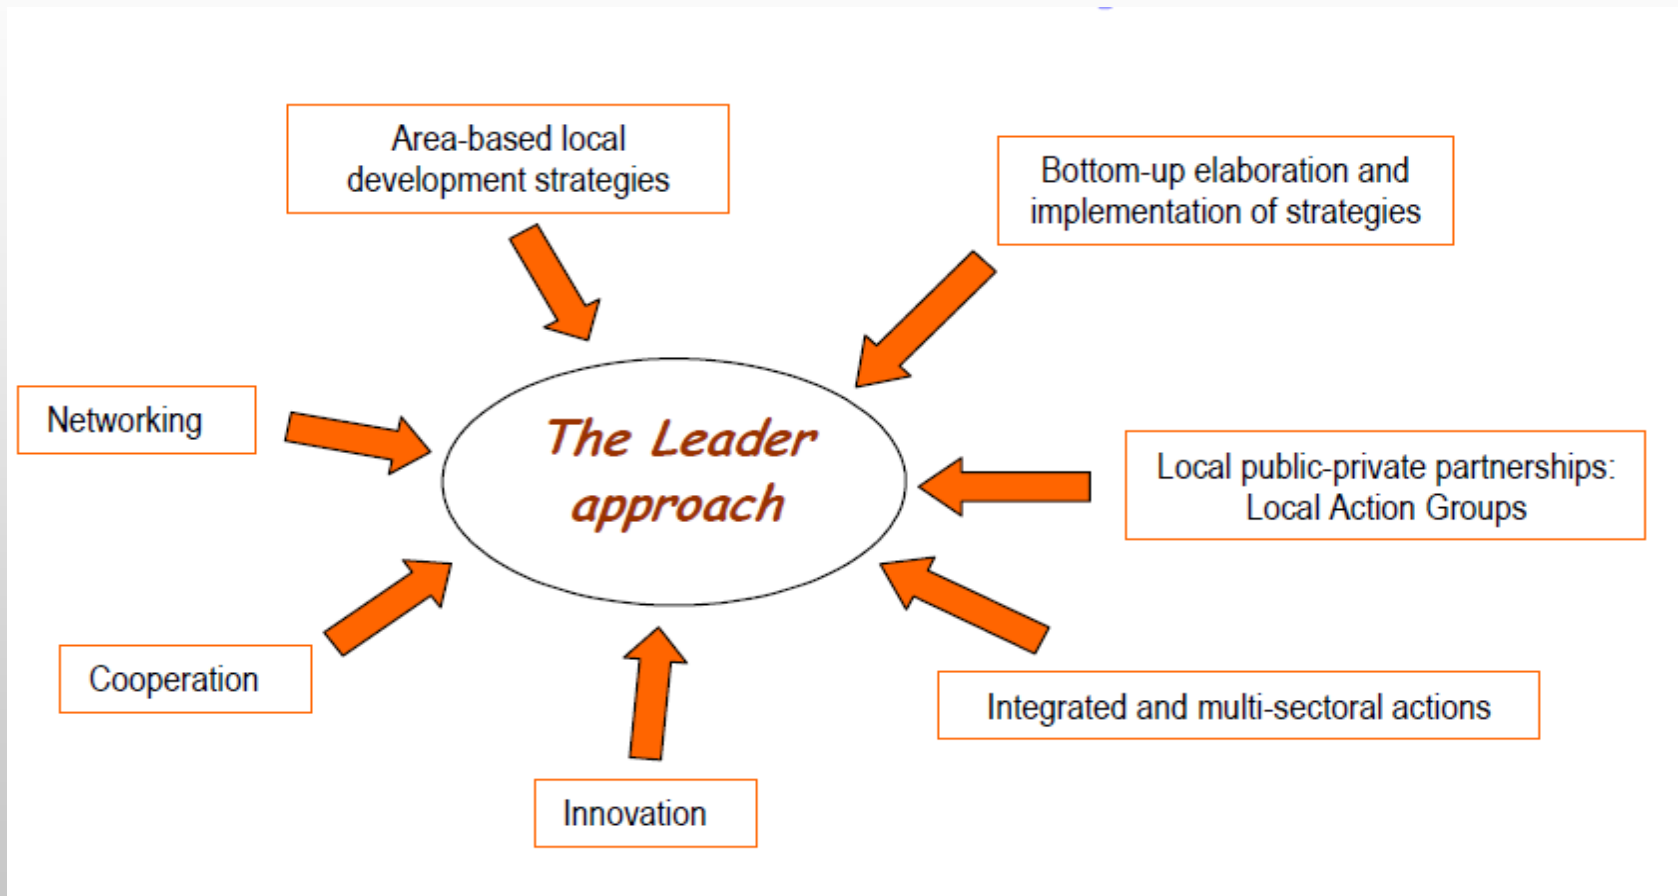 Area-based local
development strategies
Bottom-up elaboration and
implementation of strategies
Networking
The Leader
approach
Local public-private partnerships:
Local Action Groups
Cooperation
Integrated and multi-sectoral actions
Innovation